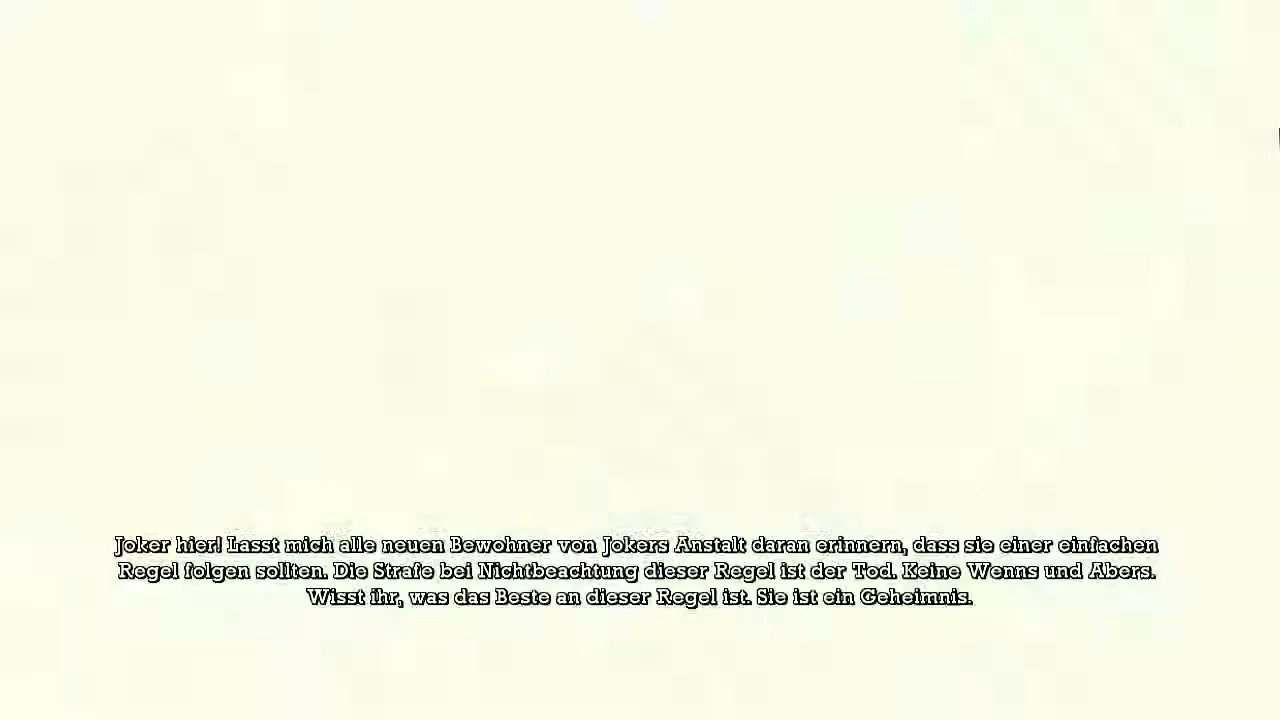 Joker hier! Lasst mich alle neuen Bewohner von Jokers Anstalt daran erinnern, dass sie einer einfachen
Regel folgen sollten. Die Strafe bei Nichtbeachtung dieser Regel ist der Tod. Keine Wenns und Abers.
Wisst ihr, was das Beste an dieser Regel ist. Sie ist ein Geheimnis.